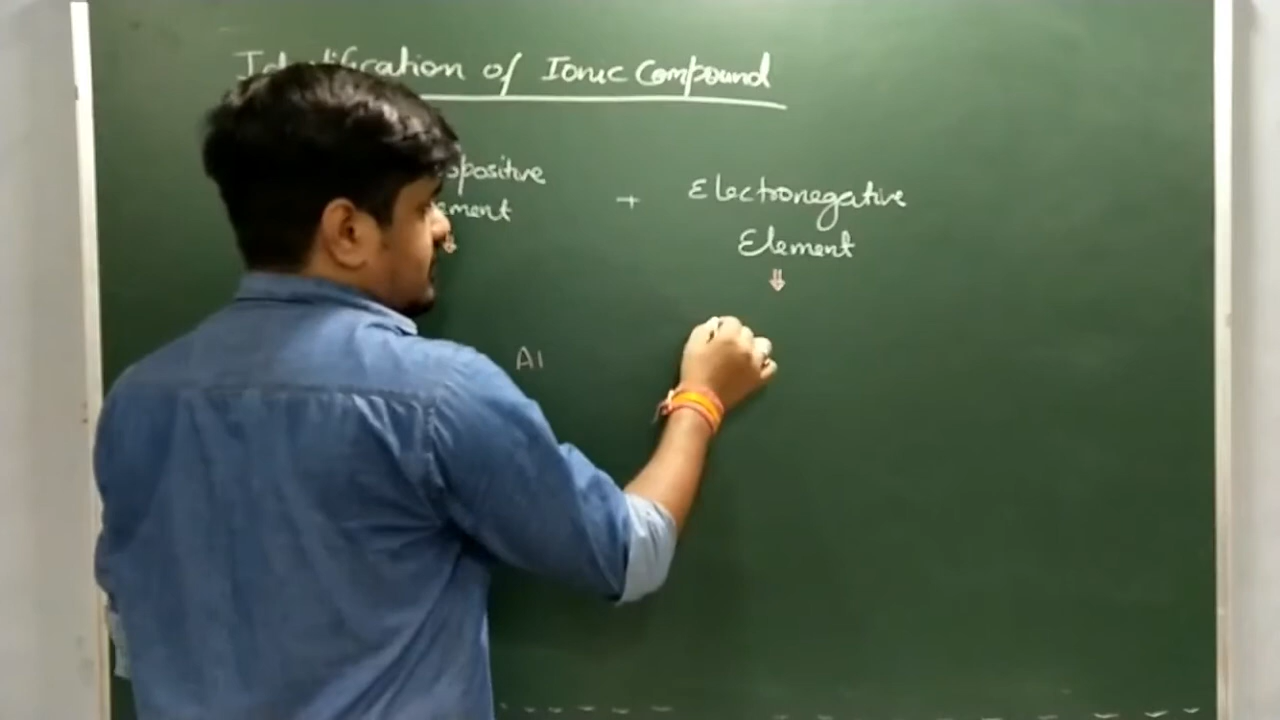 Identification of Ionic Compound
opositive
ement
+
Electronegative
Element
Al